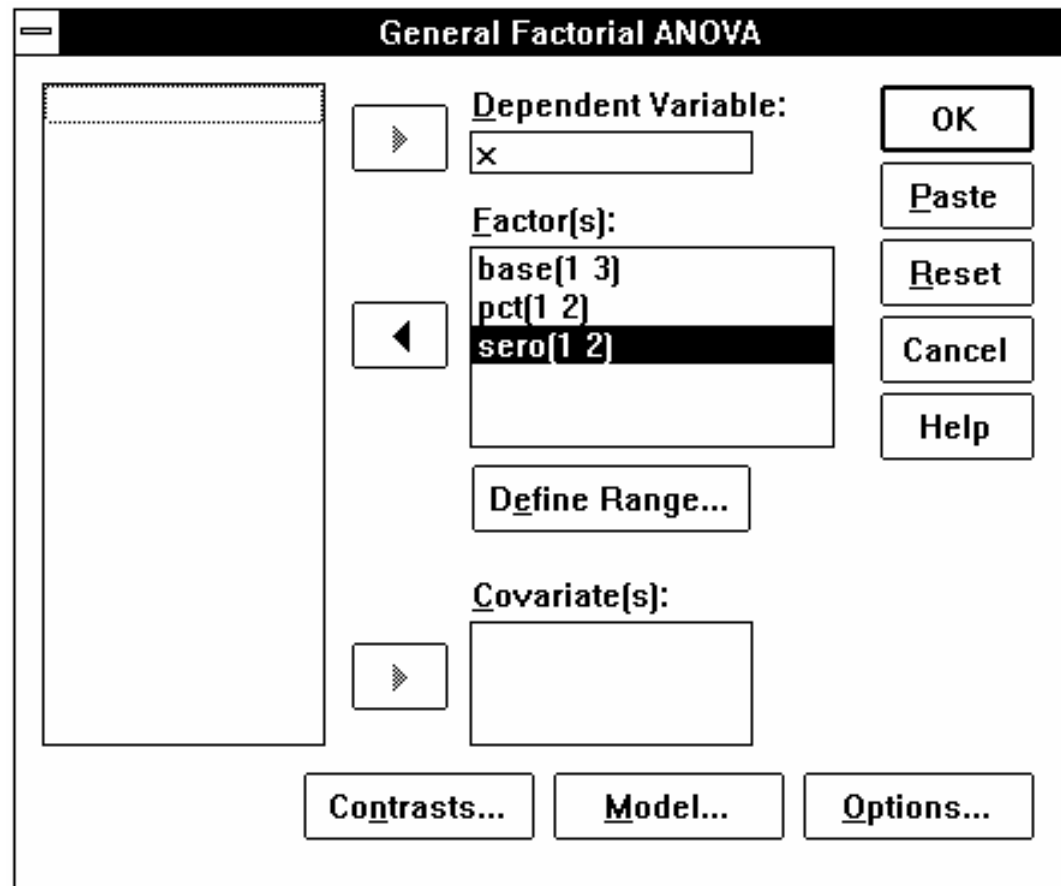 General Factorial ANOVA
Dependent Variable:
x
Factor(s):
base(1 3)
pct(1 2)
sero(1 2)
Define Range...
Covariate(s):
OK
Paste
Reset
Cancel
Help
Contrasts...
Model...
Options...